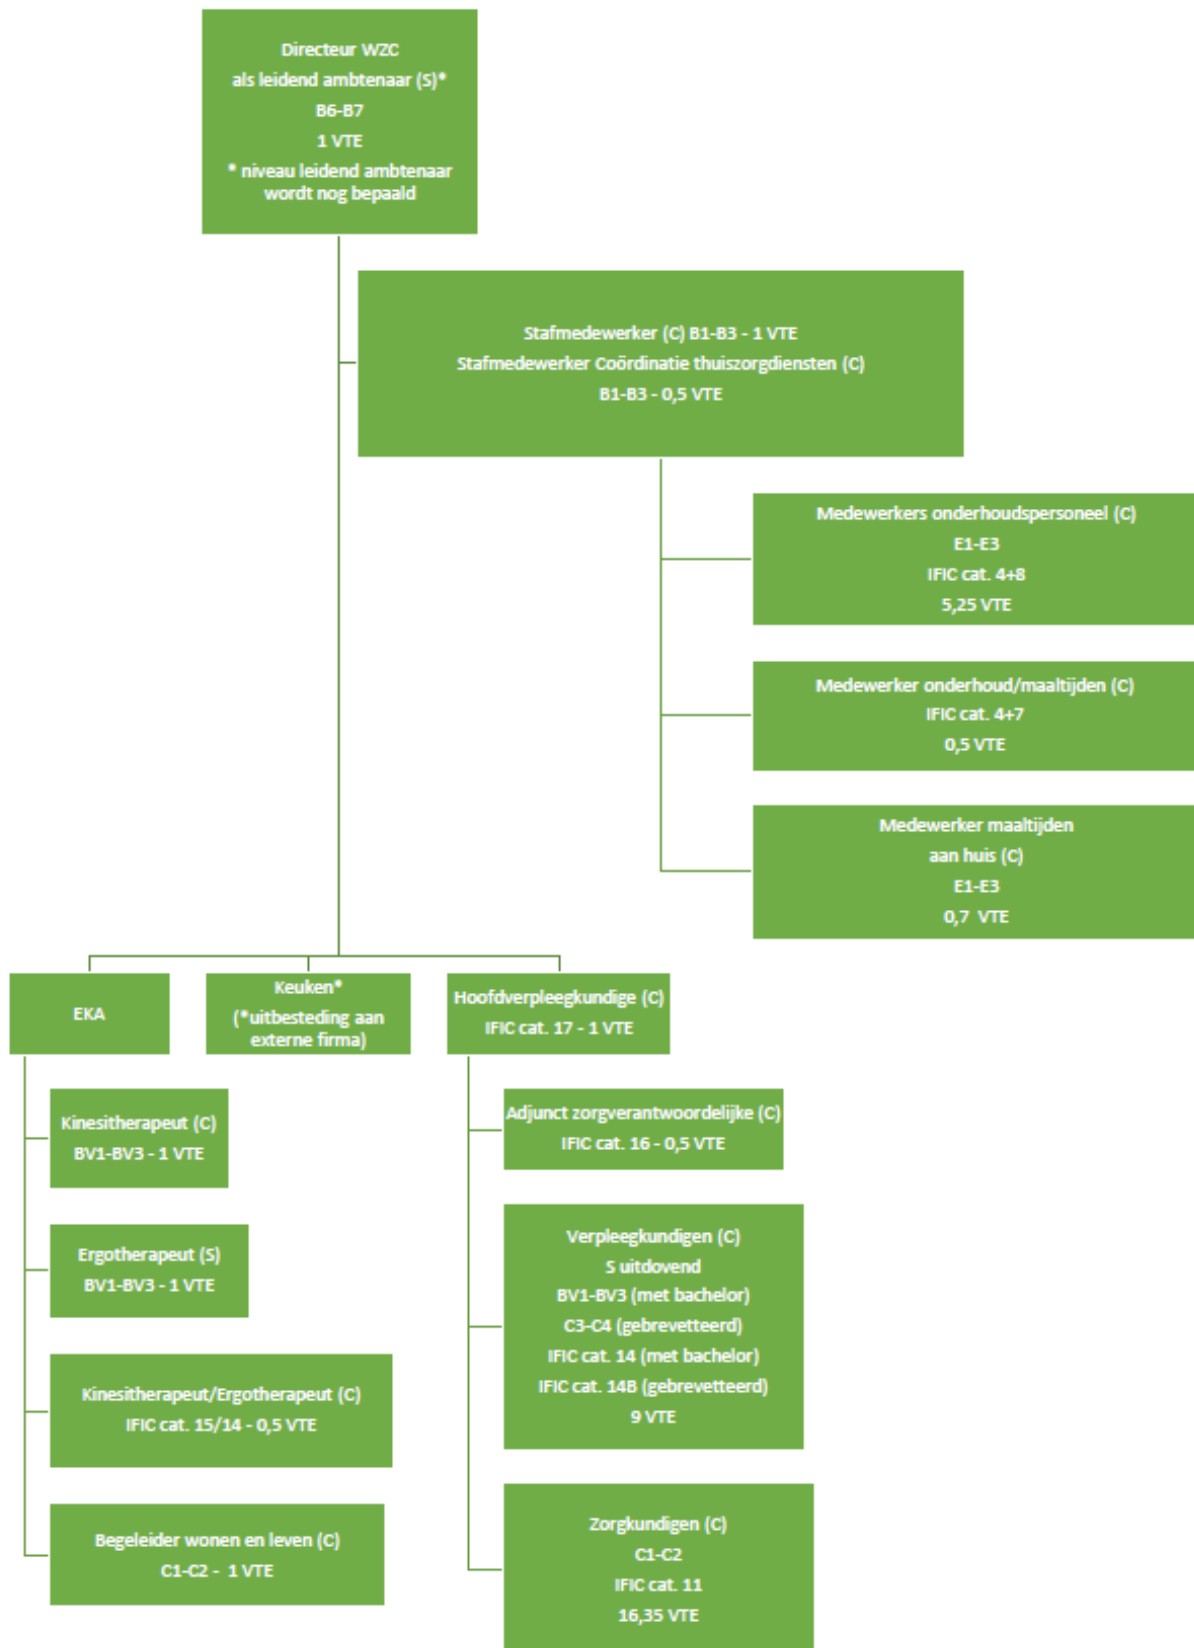 Directeur WZC
als leidend ambtenaar (S)*
B6-B7
1 VTE
* niveau leidend ambtenaar
wordt nog bepaald
Stafmedewerker (C) B1-B3 - 1 VTE
Stafmedewerker Coördinatie thuiszorgdiensten (C)
B1-B3 - 0,5 VTE
Medewerkers onderhoudspersoneel (C)
E1-E3
IFIC cat. 4+8
5,25 VTE
Medewerker onderhoud/maaltijden (C)
IFIC cat. 4+7
0,5 VTE
Medewerker maaltijden
aan huis (C)
E1-E3
0,7 VTE
EKA
Kinesitherapeut (C)
BV1-BV3 - 1 VTE
Ergotherapeut (S)
BV1-BV3 - 1 VTE
Kinesitherapeut/Ergotherapeut (C)
IFIC cat. 15/14 - 0,5 VTE
Begeleider wonen en leven (C)
C1-C2 - 1 VTE
Keuken*
(*uitbesteding aan
externe firma)
Hoofdverpleegkundige (C)
IFIC cat. 17 - 1 VTE
Adjunct zorgverantwoordelijke (C)
IFIC cat. 16 - 0,5 VTE
Verpleegkundigen (C)
S uitdovend
BV1-BV3 (met bachelor)
C3-C4 (gebrevetteerd)
IFIC cat. 14 (met bachelor)
IFIC cat. 14B (gebrevetteerd)
9 VTE
Zorgkundigen (C)
C1-C2
IFIC cat. 11
16,35 VTE